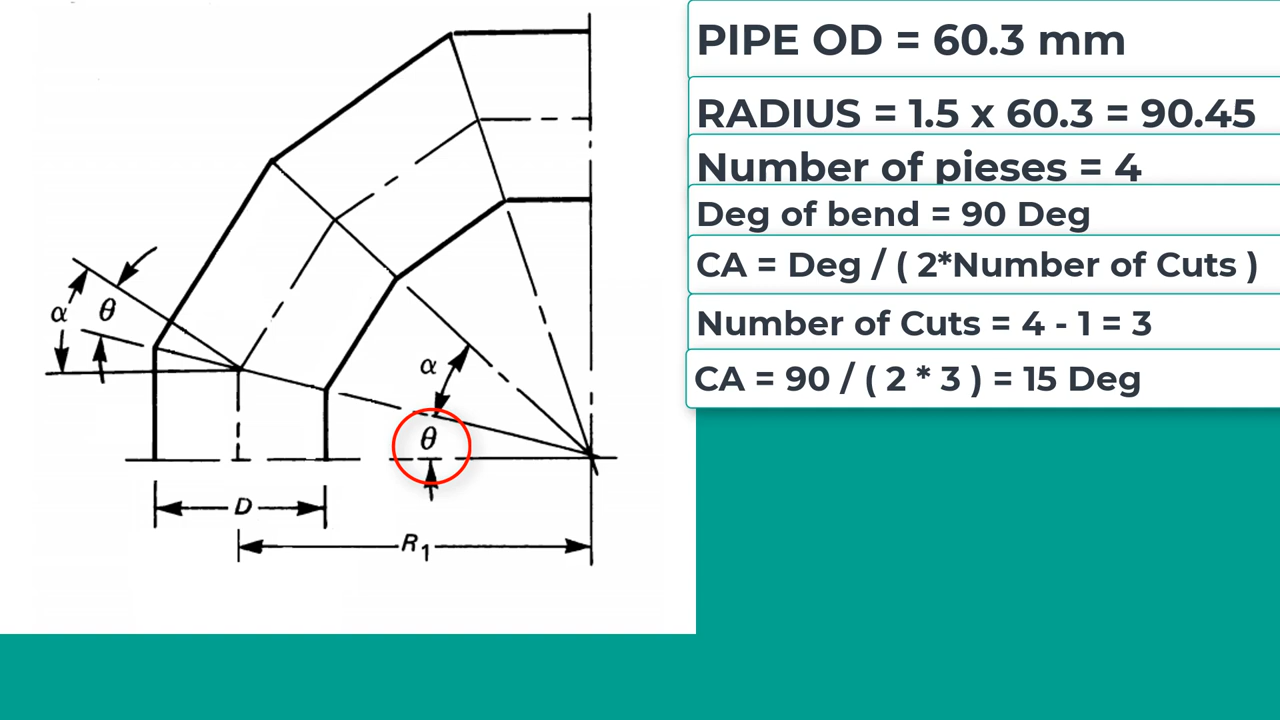 PIPE OD = 60.3 mm
RADIUS = 1.5 x 60.3 = 90.45
Number of pieses = 4
Deg of bend = 90 Deg
CA = Deg / ( 2*Number of Cuts )
Number of Cuts = 4 - 1 = 3
CA = 90 / ( 2 * 3 ) = 15 Deg
α
θ
α
θ
D
R1